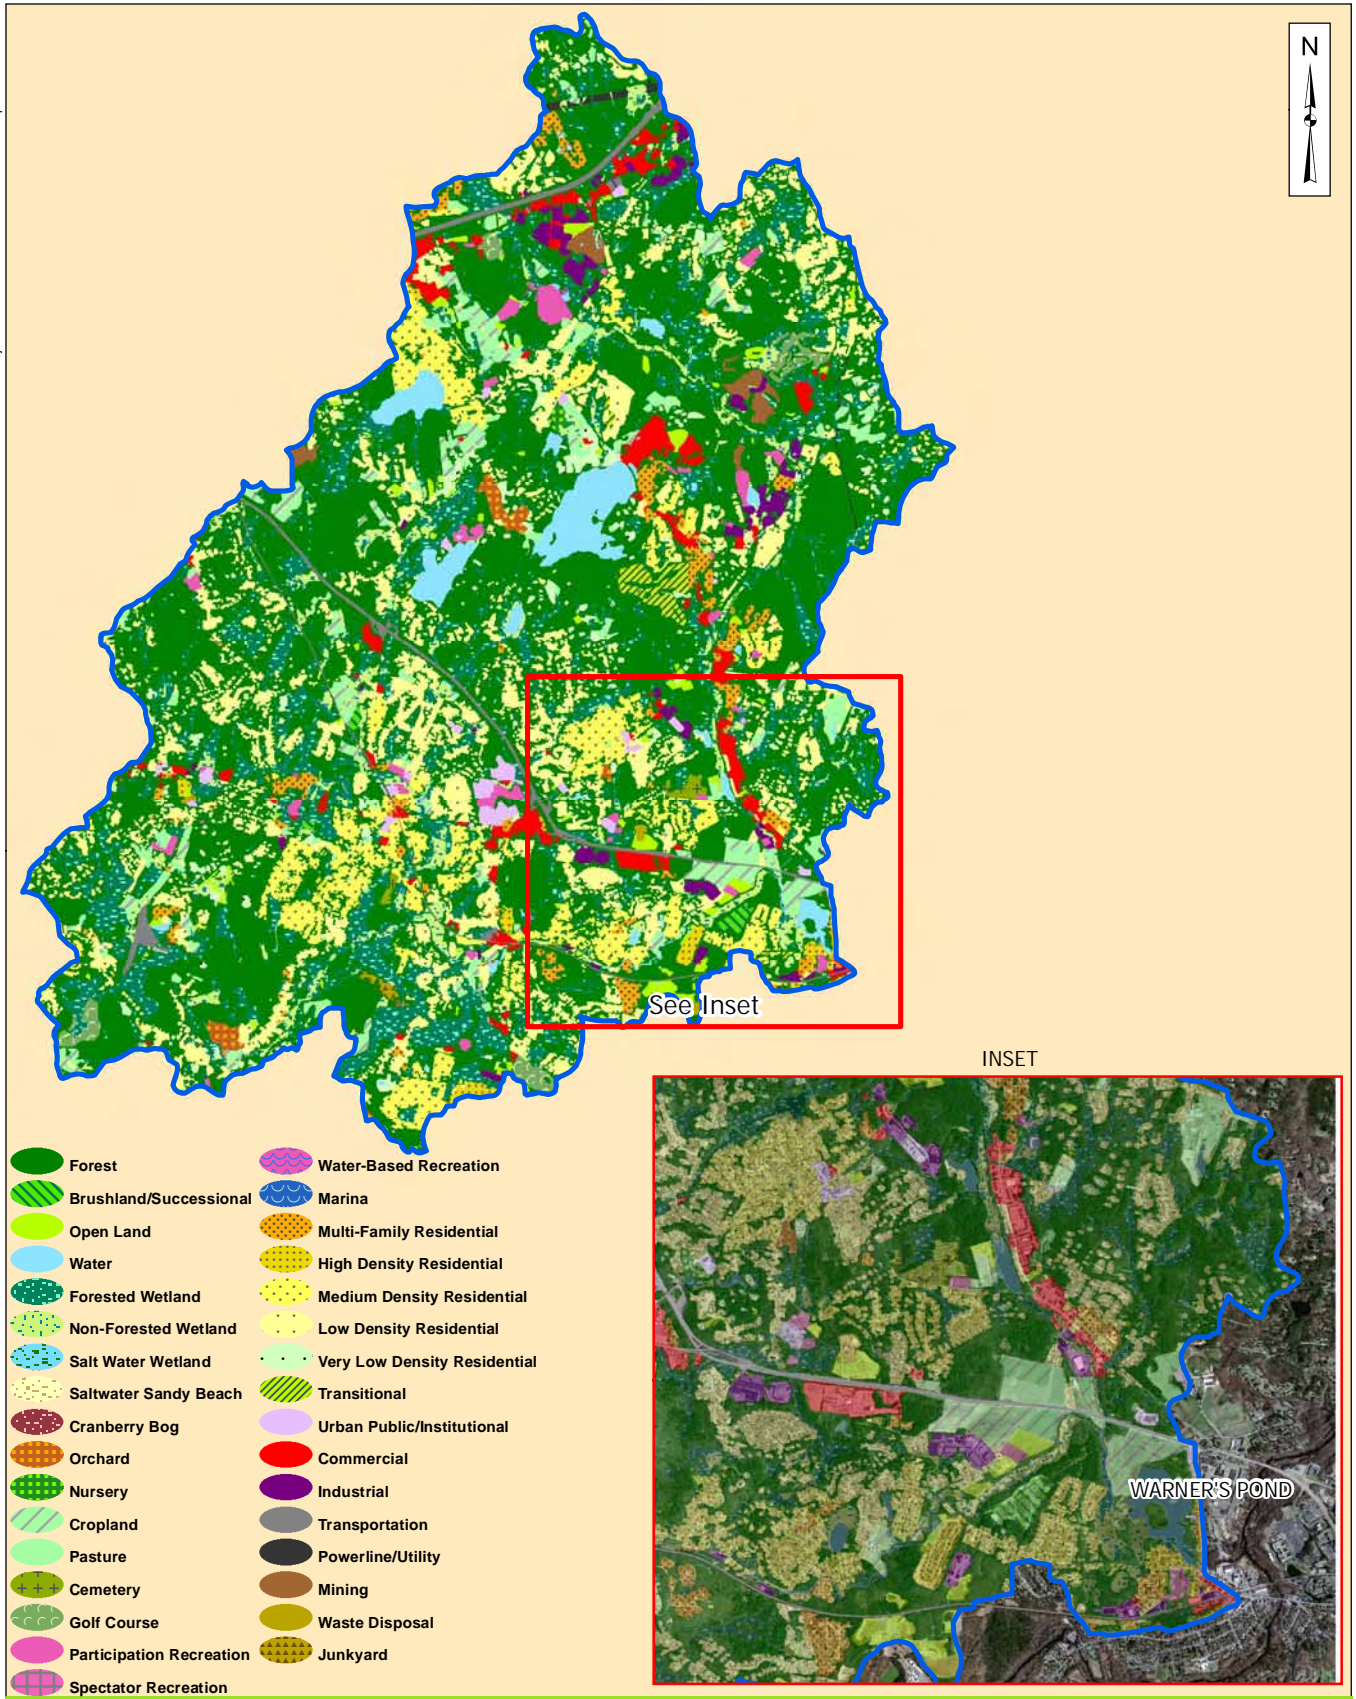 N
See Inset
INSET
WARNER'S POND
Forest
Brushland/Successional
Open Land
Water
Forested Wetland
Non-Forested Wetland
Salt Water Wetland
Saltwater Sandy Beach
Cranberry Bog
Orchard
Nursery
Cropland
Pasture
Cemetery
Golf Course
Participation Recreation
Spectator Recreation
Water-Based Recreation
Marina
Multi-Family Residential
High Density Residential
Medium Density Residential
Low Density Residential
Very Low Density Residential
Transitional
Urban Public/Institutional
Commercial
Industrial
Transportation
Powerline/Utility
Mining
Waste Disposal
Junkyard